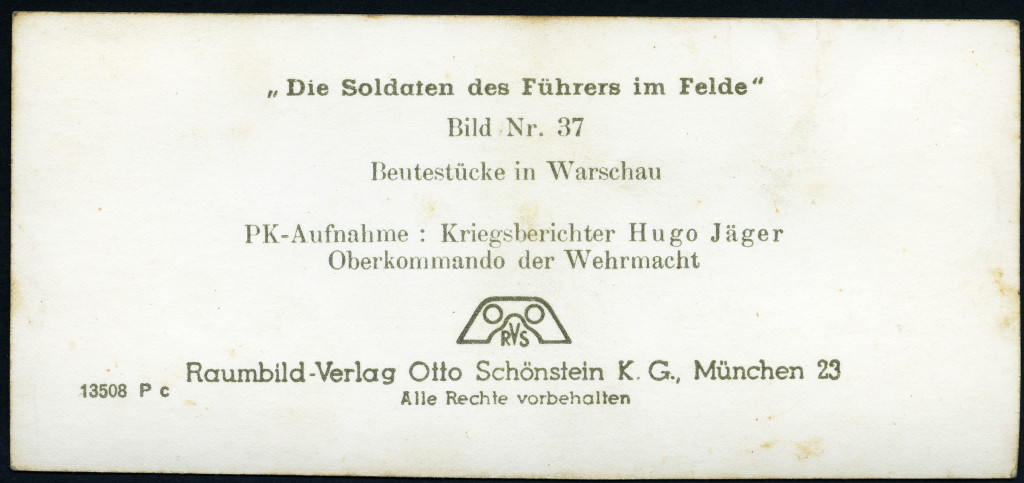 „Die Soldaten des Führers im Felde“
Bild Nr. 37
Beutestücke in Warschau
PK-Aufnahme : Kriegsberichter Hugo Jäger
Oberkommando der Wehrmacht
RVS
Raumbild-Verlag Otto Schönstein K. G., München 23
13508 P c
Alle Rechte vorbehalten